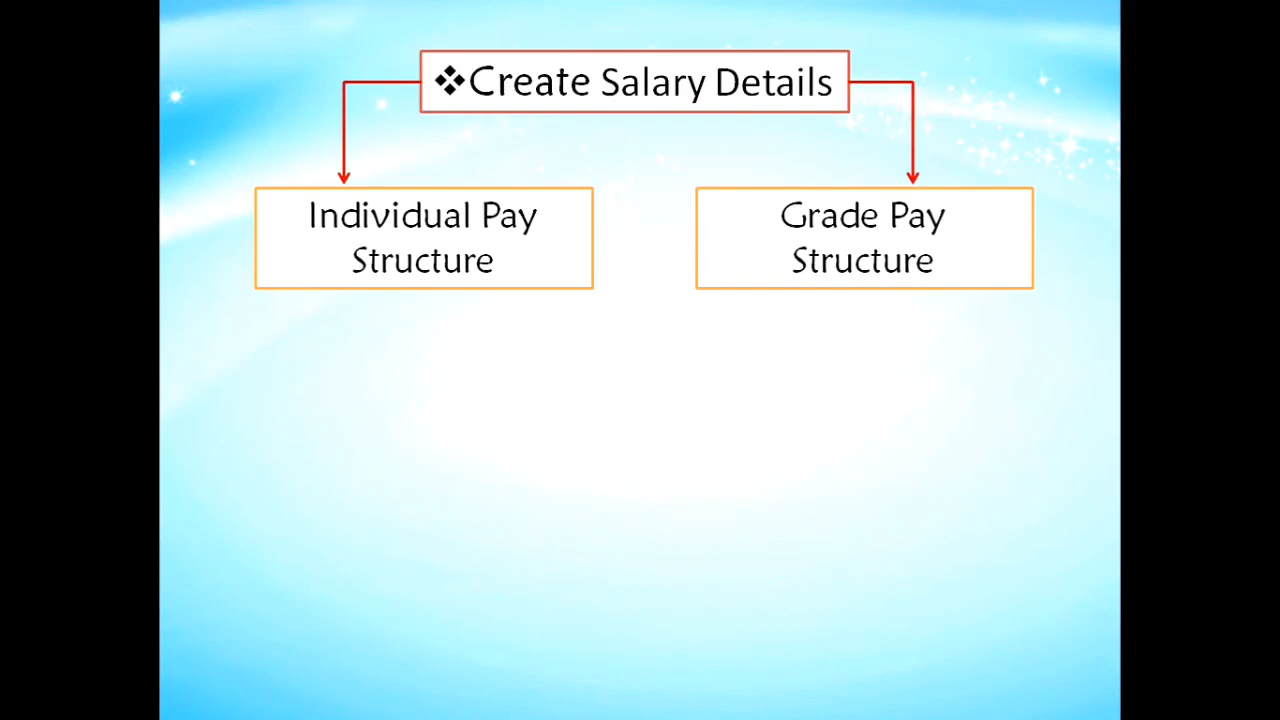 ❖Create Salary Details
Individual Pay
Structure
Grade Pay
Structure